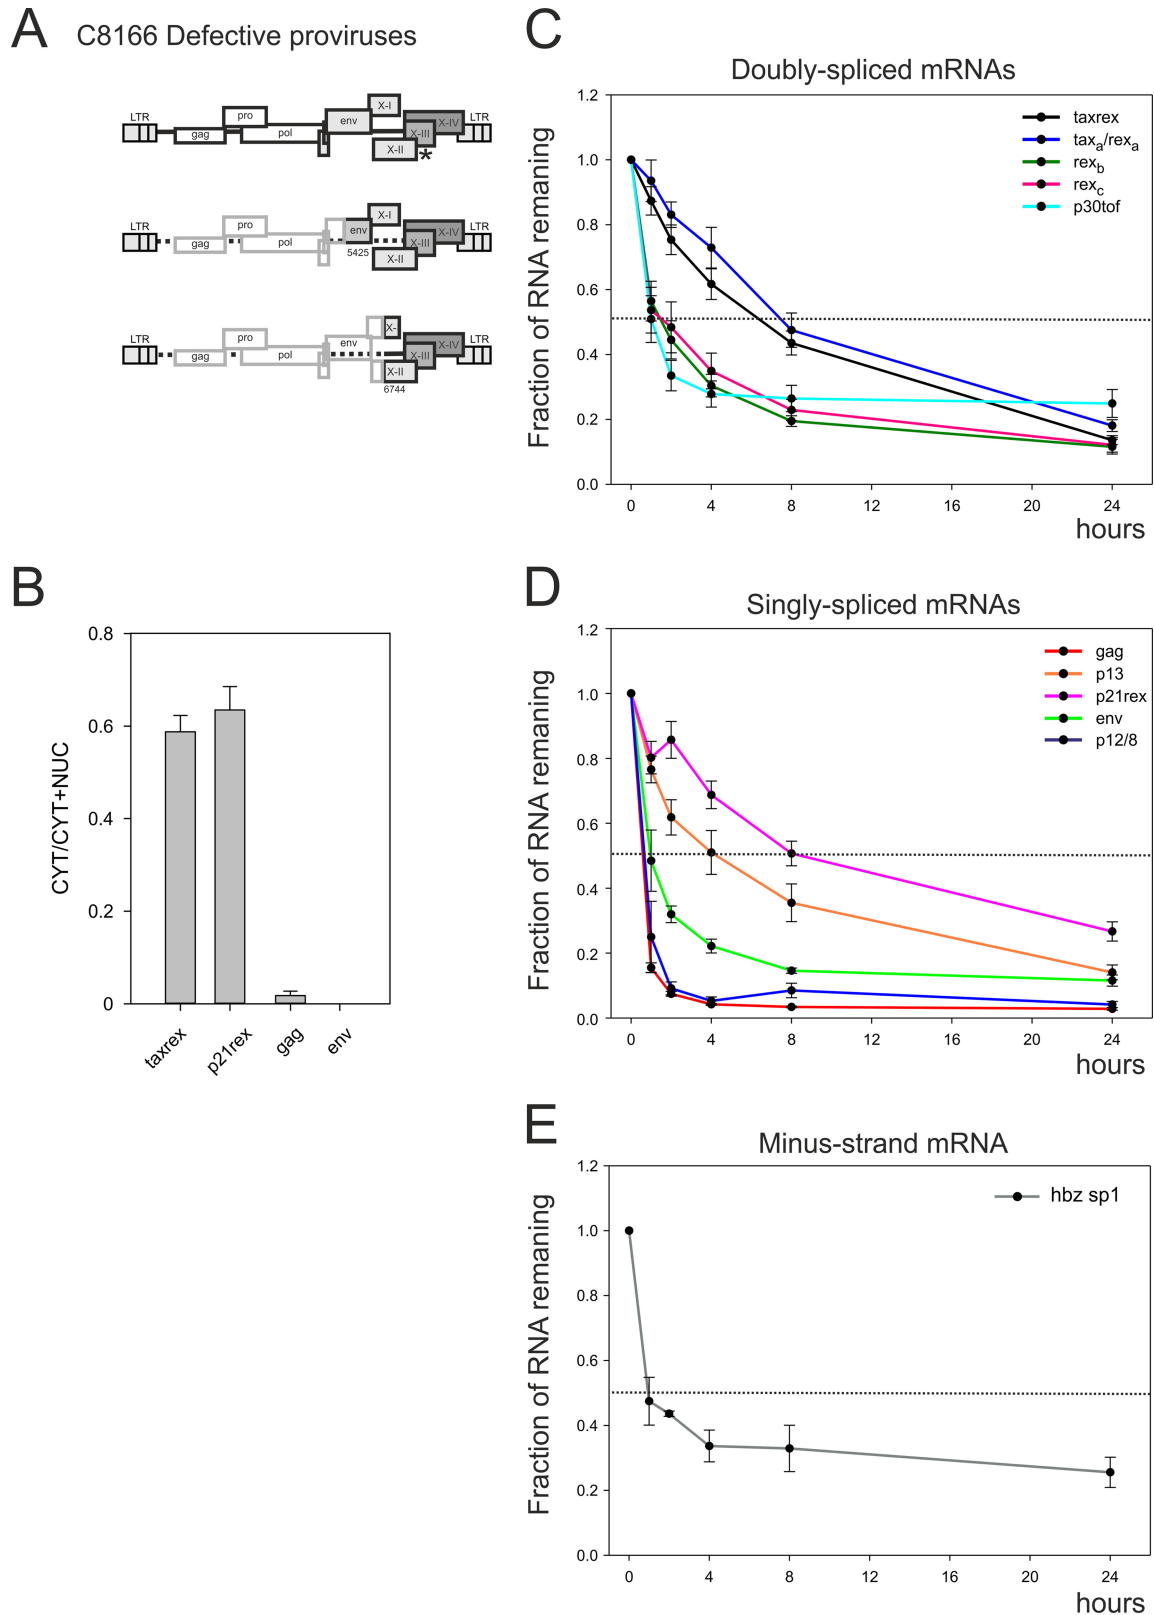 A
C8166 Defective proviruses
LTR
gag
pro
pol
env
X-I
X-II
X-III
X-IV
LTR
*
LTR
gag
pro
pol
env
5425
X-I
X-II
X-III
X-IV
LTR
LTR
gag
pro
pol
env
X-
X-II
6744
X-III
X-IV
LTR
B
CYT/CYT+NUC
0.8
0.6
0.4
0.2
0
taxrex
p21rex
gag
env
C
Doubly-spliced mRNAs
Fraction of RNA remaining
1.2
1.0
0.8
0.6
0.4
0.2
0.0
taxrex
taxa/rexa
rexb
rexc
p30tof
0 4 8 12 16 20 24
hours
D
Singly-spliced mRNAs
Fraction of RNA remaining
1.2
1.0
0.8
0.6
0.4
0.2
0.0
gag
p13
p21rex
env
p12/8
0 4 8 12 16 20 24
hours
E
Minus-strand mRNA
Fraction of RNA remaining
1.2
1.0
0.8
0.6
0.4
0.2
0.0
hbz sp1
0 4 8 12 16 20 24
hours